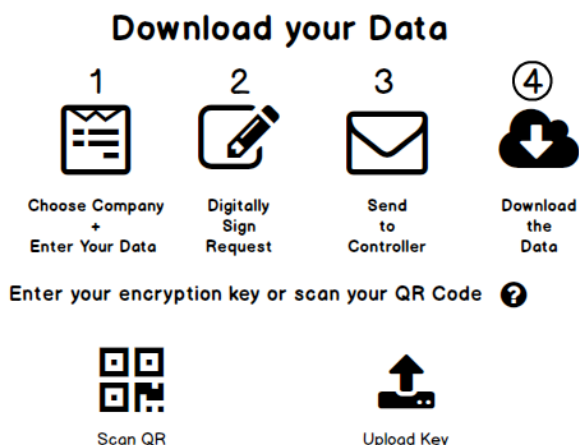 Download your Data
1 2 3 4
Choose Company Digitally Send Download
+ Sign to the
Enter Your Data Request Controller Data
Enter your encryption key or scan your QR Code ?
Scan QR Upload Key